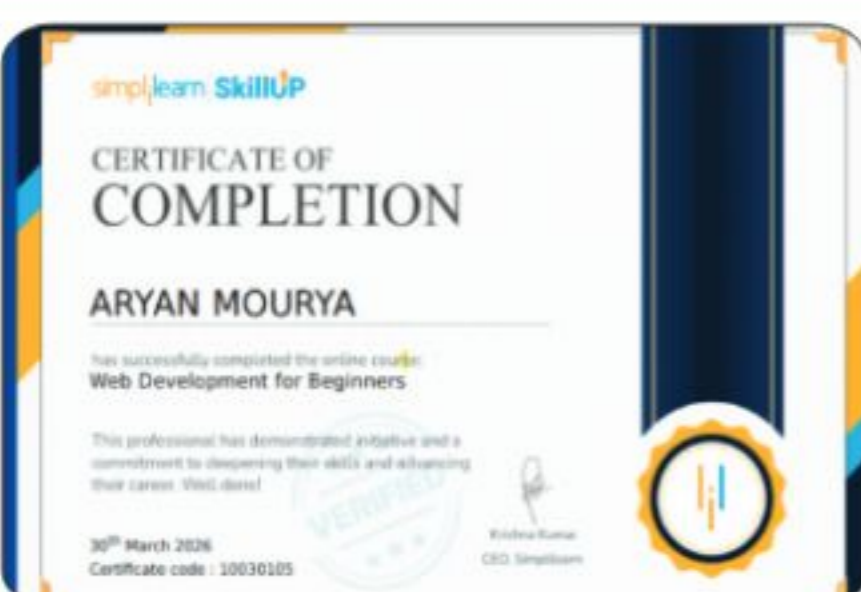 simplilearn SkillUP
CERTIFICATE OF
COMPLETION
ARYAN MOURYA
has successfully completed the online course:
Web Development for Beginners
This professional has demonstrated initiative and a
commitment to deepening their skills and advancing
their career. Well done!
VERIFIED
30th March 2026
Certificate code : 10030105
Krishna Kumar
CEO, Simplilearn